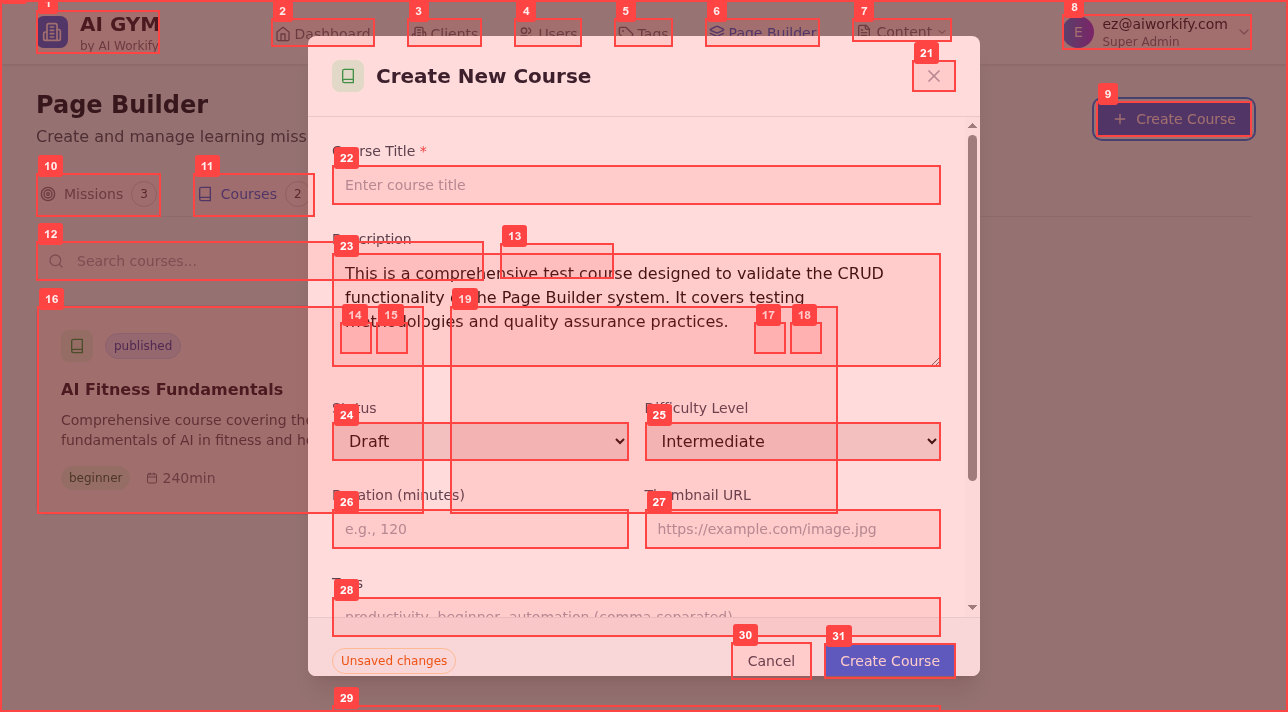 1
2
3
4
5
6
7
8
AI GYM
by AI Workify
Dashboard
Clients
Users
Tags
Page Builder
Content
E
ez@aiworkify.com
Super Admin
21
Create New Course
Page Builder
Create and manage learning miss
9
Create Course
10
Missions
3
11
Courses
2
22
Course Title *
Enter course title
12
Search courses...
13
23
Description
This is a comprehensive test course designed to validate the CRUD
functionality of the Page Builder system. It covers testing
methodologies and quality assurance practices.
14
15
16
17
18
19
published
AI Fitness Fundamentals
Comprehensive course covering the
fundamentals of AI in fitness and he
beginner
240min
Status
24
Draft
Difficulty Level
25
Intermediate
Duration (minutes)
26
e.g., 120
Thumbnail URL
27
https://example.com/image.jpg
Tags
28
productivity, beginner, automation (comma-separated)
Unsaved changes
30
Cancel
31
Create Course
29